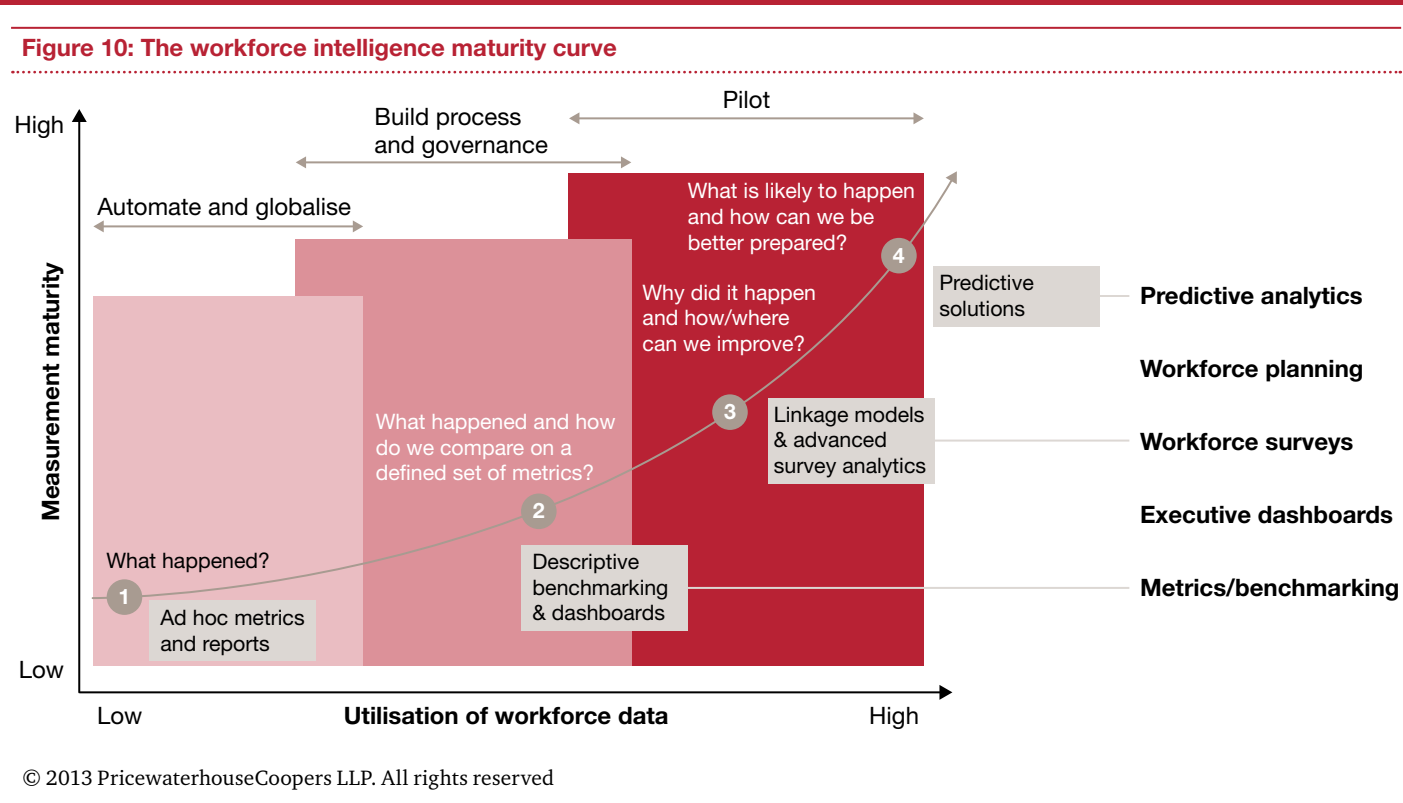 Figure 10: The workforce intelligence maturity curve
High
Measurement maturity
Low
Automate and globalise
Build process
and governance
Pilot
What happened?
1
Ad hoc metrics
and reports
What happened and how
do we compare on a
defined set of metrics?
2
Descriptive
benchmarking
& dashboards
Why did it happen
and how/where
can we improve?
3
Linkage models
& advanced
survey analytics
What is likely to happen
and how can we be
better prepared?
4
Predictive
solutions
Predictive analytics
Workforce planning
Workforce surveys
Executive dashboards
Metrics/benchmarking
Low
Utilisation of workforce data
High
© 2013 PricewaterhouseCoopers LLP. All rights reserved